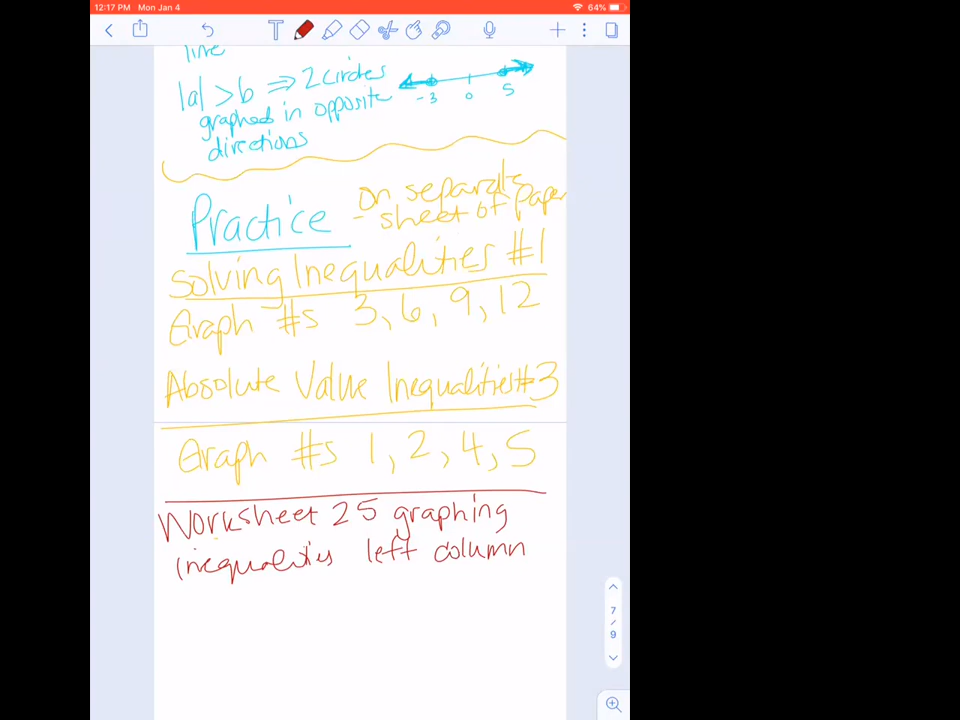 12:17 PM Mon Jan 4
64%
line
|a| > b ⇒ 2 circles
graphed in opposite
directions
-3 0 5
Practice
On separate
- sheet of paper
Solving Inequalities #1
Graph #s 3, 6, 9, 12
Absolute Value Inequalities #3
Graph #s 1, 2, 4, 5
Worksheet 25 graphing
inequalities left column
7
/
9